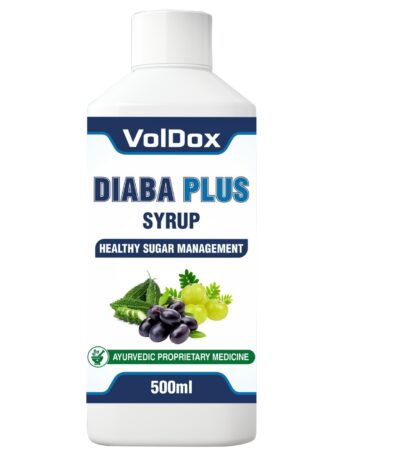 VolDox
DIABA PLUS
SYRUP
HEALTHY SUGAR MANAGEMENT
AYURVEDIC PROPRIETARY MEDICINE
500ml